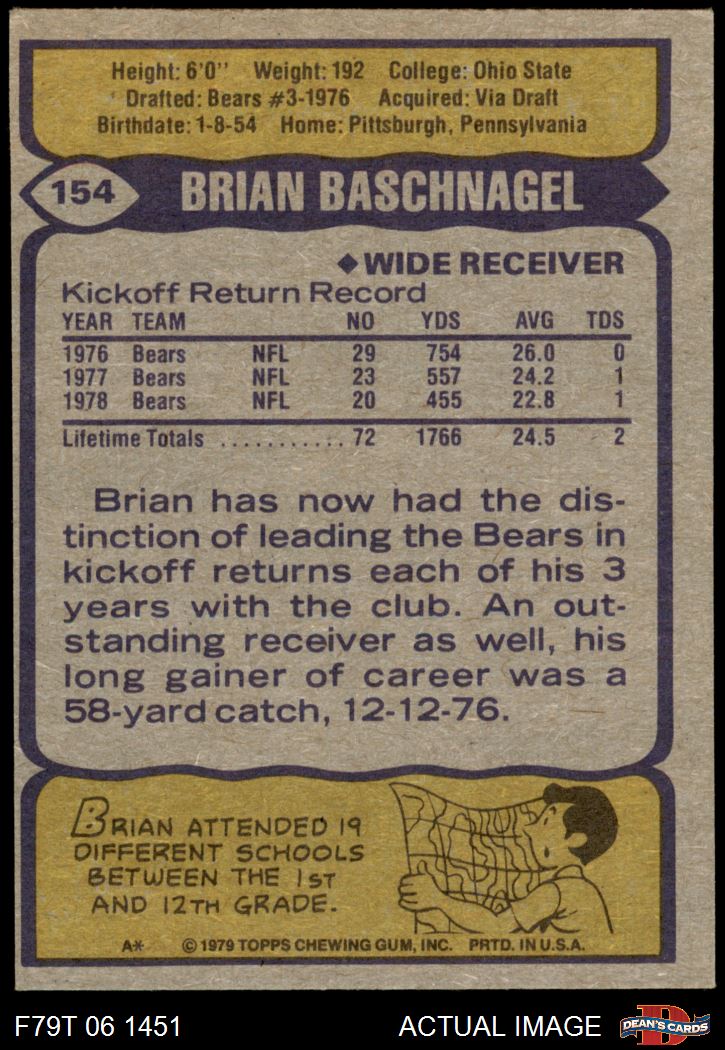 Height: 6'0" Weight: 192 College: Ohio State
Drafted: Bears #3-1976 Acquired: Via Draft
Birthdate: 1-8-54 Home: Pittsburgh, Pennsylvania
154 BRIAN BASCHNAGEL
◆WIDE RECEIVER
Kickoff Return Record
YEAR TEAM NO YDS AVG TDS
1976 Bears NFL 29 754 26.0 0
1977 Bears NFL 23 557 24.2 1
1978 Bears NFL 20 455 22.8 1
Lifetime Totals ........... 72 1766 24.5 2
Brian has now had the dis-
tinction of leading the Bears in
kickoff returns each of his 3
years with the club. An out-
standing receiver as well, his
long gainer of career was a
58-yard catch, 12-12-76.
BRIAN ATTENDED 19
DIFFERENT SCHOOLS
BETWEEN THE 1ST
AND 12TH GRADE.
A* © 1979 TOPPS CHEWING GUM, INC. PRTD. IN U.S.A.
F79T 06 1451 ACTUAL IMAGE D DEAN'S CARDS